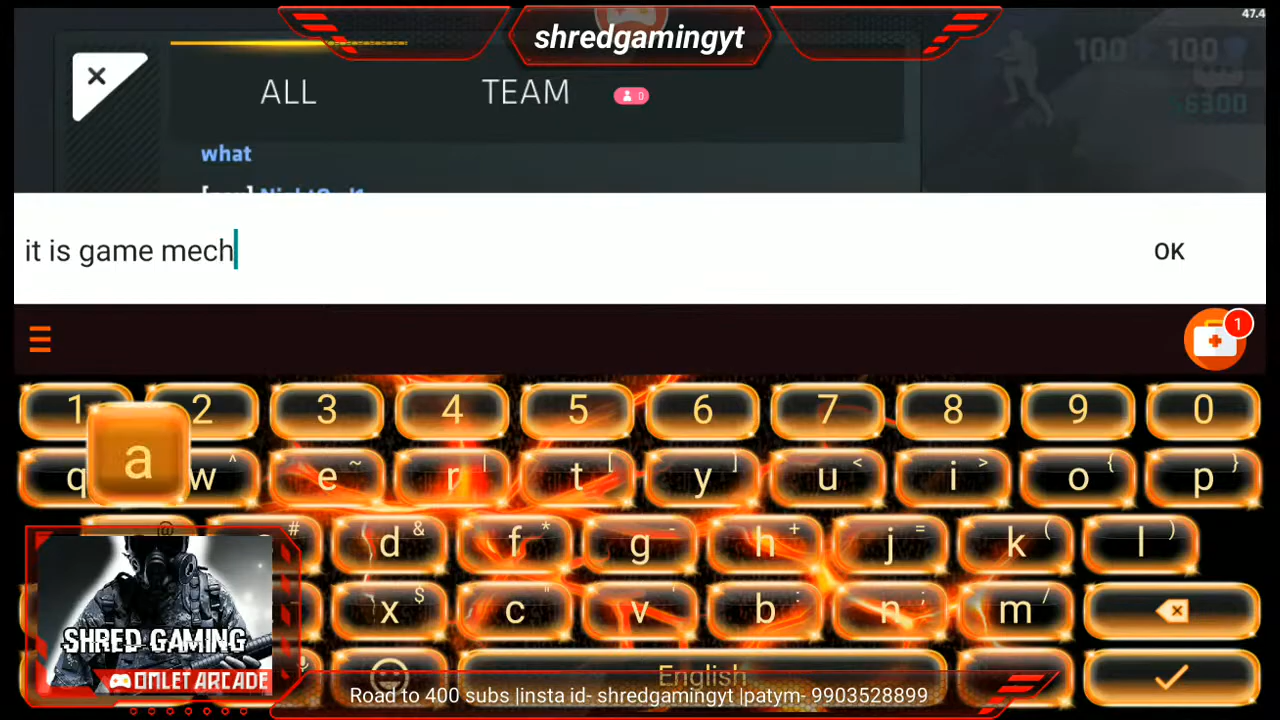 shredgamingyt
47.4
ALL TEAM 0
100 100
$6300
what
it is game mech OK
1
1 2 3 4 5 6 7 8 9 0
a
q w ^ e ~ r | t [ y ] u < i > o { p }
@ # d & f * g - h + j = k ( l )
x $ c " v ' b : n ; m /
SHRED GAMING
OMLET ARCADE
English
Road to 400 subs |insta id- shredgamingyt |patym- 9903528899